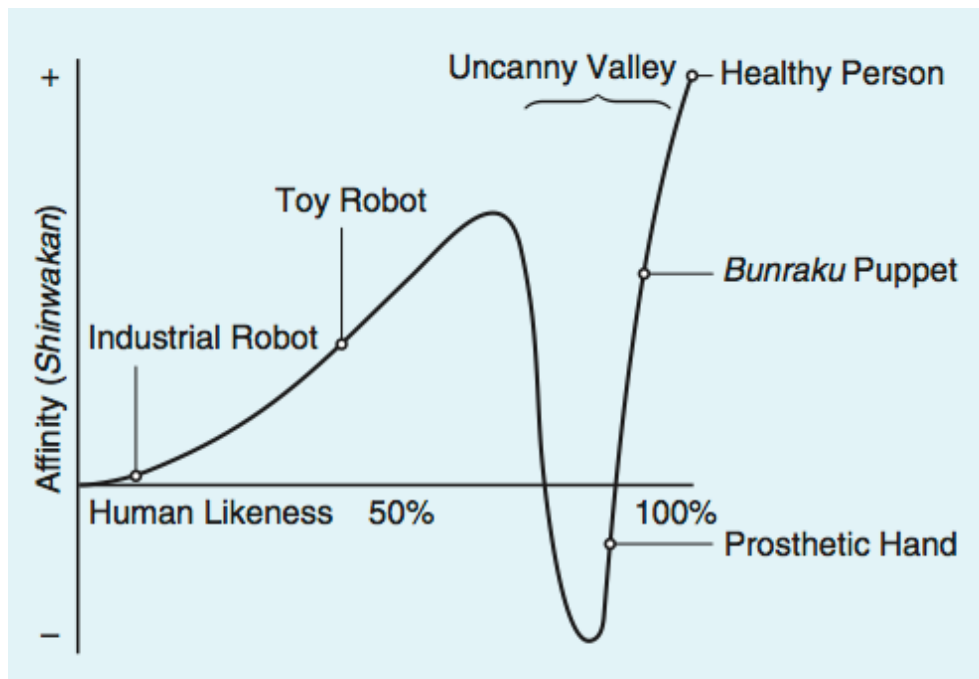 +
Uncanny Valley
Healthy Person
Toy Robot
Bunraku Puppet
Industrial Robot
Affinity (Shinwakan)
Human Likeness 50% 100%
Prosthetic Hand
−